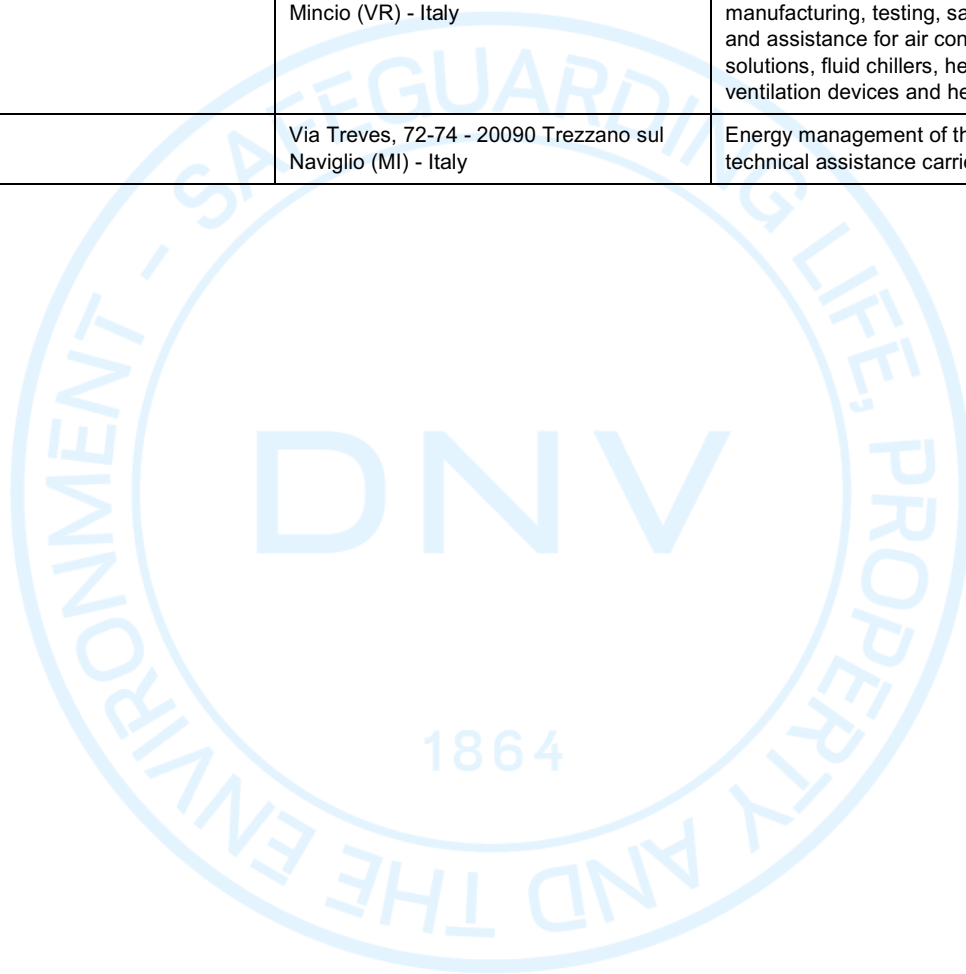 Mincio (VR) - Italy
manufacturing, testing, sa
and assistance for air con
solutions, fluid chillers, he
ventilation devices and he
Via Treves, 72-74 - 20090 Trezzano sul
Naviglio (MI) - Italy
Energy management of th
technical assistance carrie
SAFEGUARDING LIFE, PROPERTY AND THE ENVIRONMENT -
DNV
1864